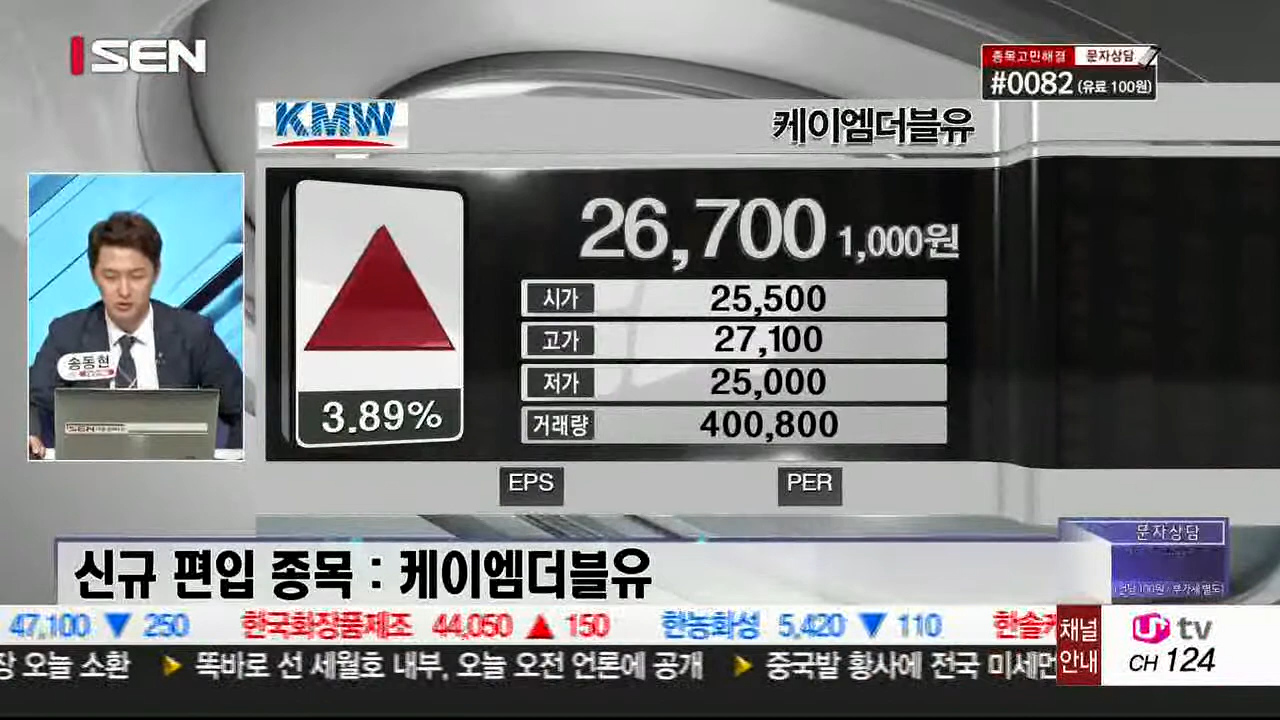 SEN
종목고민해결 문자상담
#0082 (유료 100원)
KMW
케이엠더블유
26,700 1,000원
시가 25,500
고가 27,100
저가 25,000
거래량 400,800
3.89%
송동현
SEN
EPS PER
문자상담
신규 편입 종목 : 케이엠더블유
47,100 ▼ 250 한국화장품제조 44,050 ▲ 150 한농화성 5,420 ▼ 110 한솔
채널 안내
U+ tv
CH 124
장 오늘 소환 ▶ 똑바로 선 세월호 내부, 오늘 오전 언론에 공개 ▶ 중국발 황사에 전국 미세먼